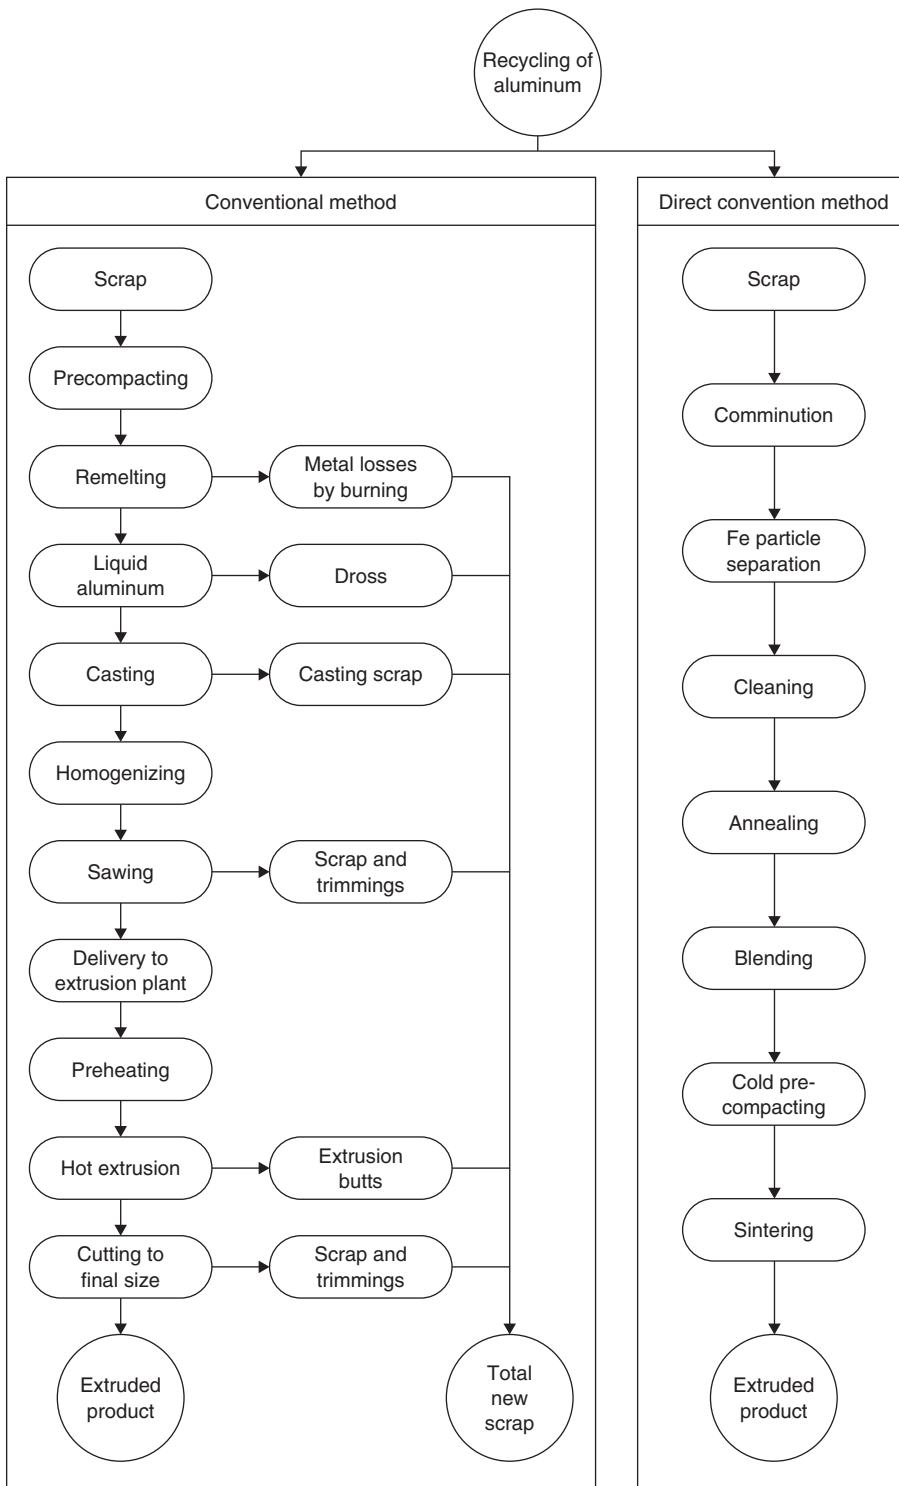 Recycling of
aluminum
Conventional method
Scrap
Precompacting
Remelting
Metal losses
by burning
Liquid
aluminum
Dross
Casting
Casting scrap
Homogenizing
Sawing
Scrap and
trimmings
Delivery to
extrusion plant
Preheating
Hot extrusion
Extrusion
butts
Cutting to
final size
Scrap and
trimmings
Extruded
product
Total
new
scrap
Direct convention method
Scrap
Comminution
Fe particle
separation
Cleaning
Annealing
Blending
Cold pre-
compacting
Sintering
Extruded
product